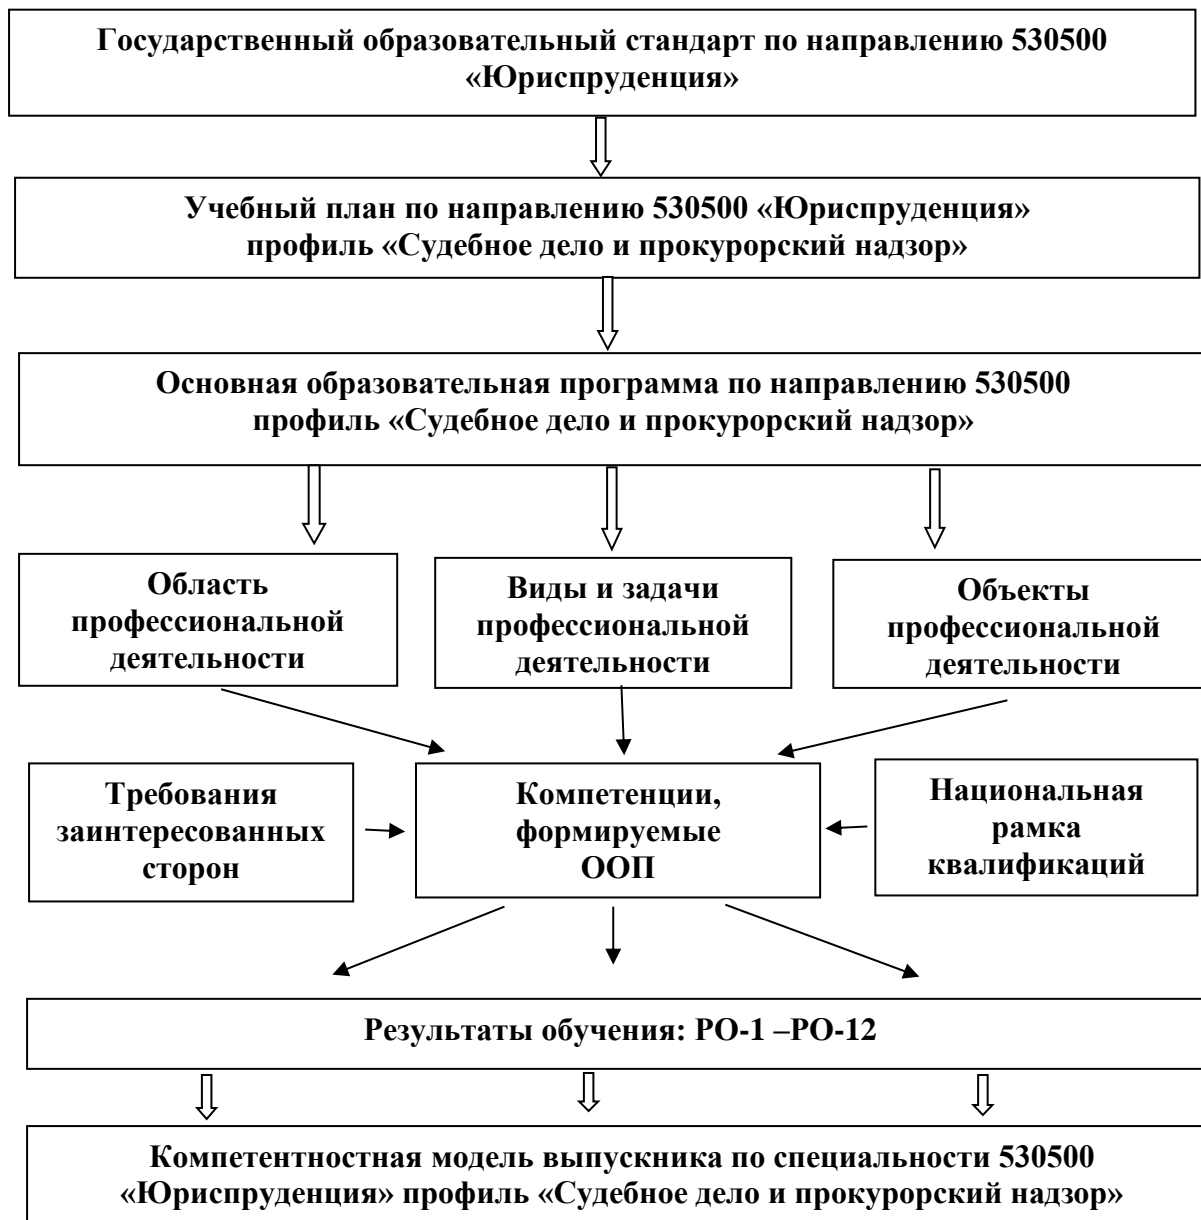 Государственный образовательный стандарт по направлению 530500
«Юриспруденция»
Учебный план по направлению 530500 «Юриспруденция»
профиль «Судебное дело и прокурорский надзор»
Основная образовательная программа по направлению 530500
профиль «Судебное дело и прокурорский надзор»
Область
профессиональной
деятельности
Виды и задачи
профессиональной
деятельности
Объекты
профессиональной
деятельности
Требования
заинтересованных
сторон
Компетенции,
формируемые
ООП
Национальная
рамка
квалификаций
Результаты обучения: РО-1 –РО-12
Компетентностная модель выпускника по специальности 530500
«Юриспруденция» профиль «Судебное дело и прокурорский надзор»